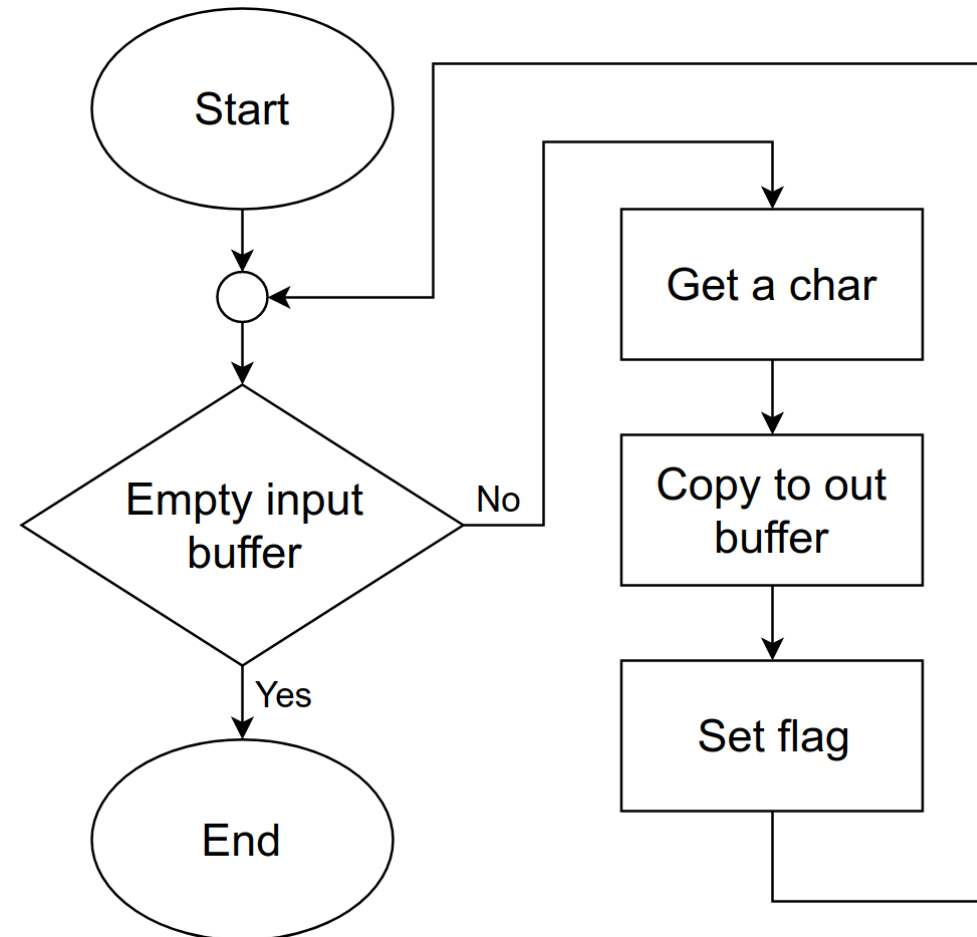 Start
Empty input
buffer
No
Yes
End
Get a char
Copy to out
buffer
Set flag